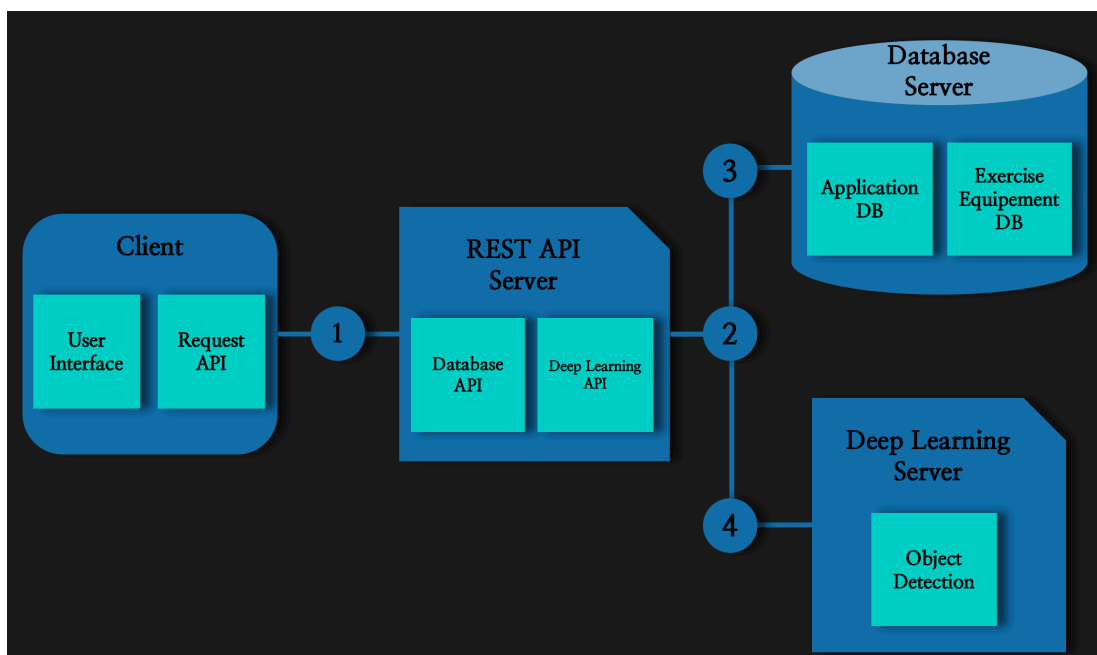 Client
User
Interface
Request
API
1
REST API
Server
Database
API
Deep Learning
API
2
3
4
Database
Server
Application
DB
Exercise
Equipement
DB
Deep Learning
Server
Object
Detection